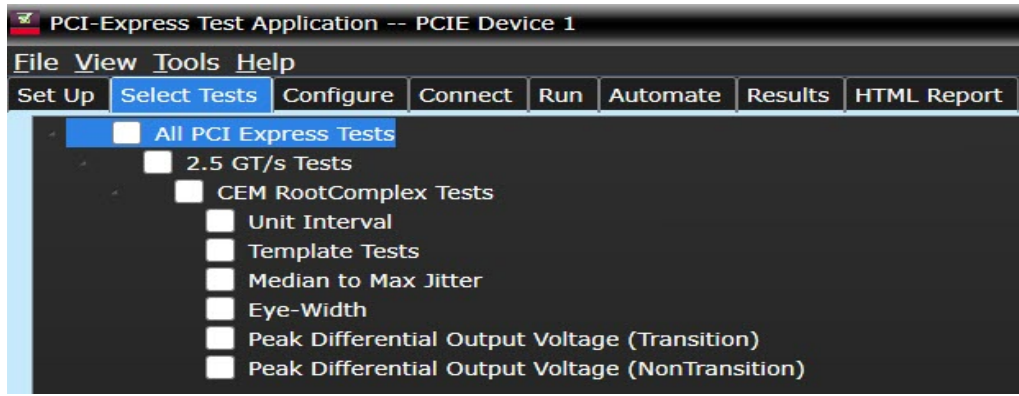 PCI-Express Test Application -- PCIE Device 1
File View Tools Help
Set Up Select Tests Configure Connect Run Automate Results HTML Report
All PCI Express Tests
2.5 GT/s Tests
CEM RootComplex Tests
Unit Interval
Template Tests
Median to Max Jitter
Eye-Width
Peak Differential Output Voltage (Transition)
Peak Differential Output Voltage (NonTransition)